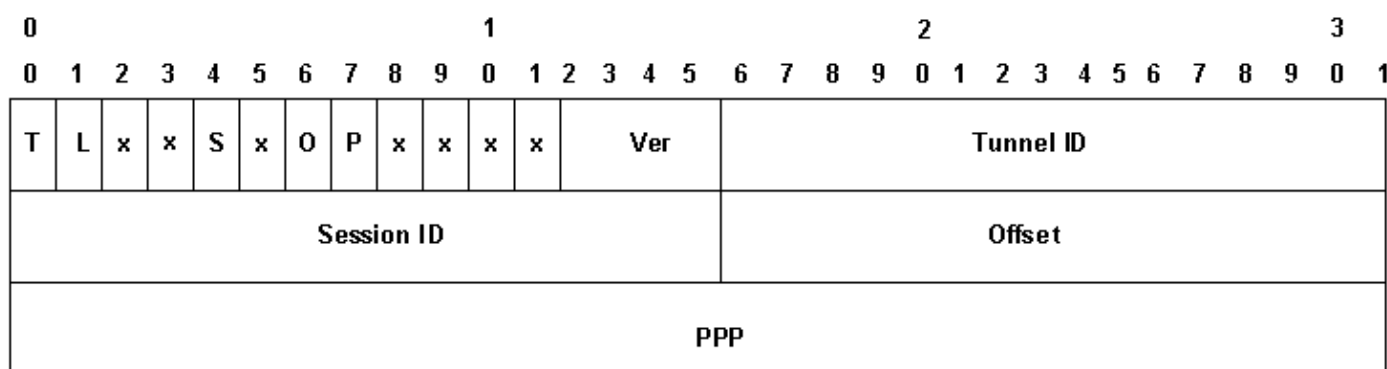 0 1 2 3
0 1 2 3 4 5 6 7 8 9 0 1 2 3 4 5 6 7 8 9 0 1 2 3 4 5 6 7 8 9 0 1
T L x x S x O P x x x x Ver Tunnel ID
Session ID Offset
PPP